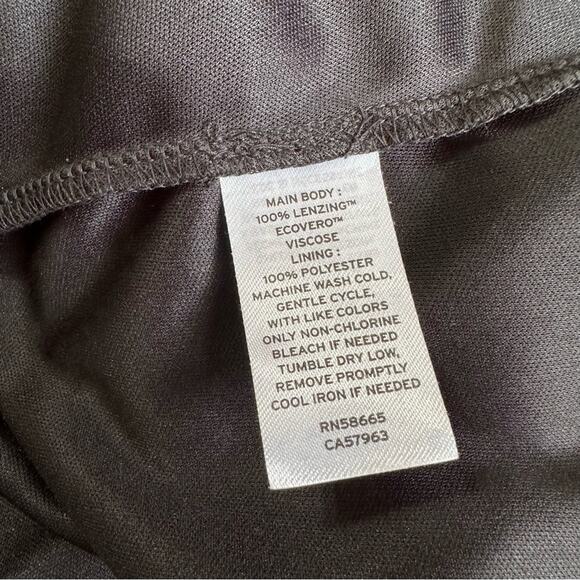 MAIN BODY :
100% LENZING™
ECOVERO™
VISCOSE
LINING :
100% POLYESTER
MACHINE WASH COLD,
GENTLE CYCLE,
WITH LIKE COLORS
ONLY NON-CHLORINE
BLEACH IF NEEDED
TUMBLE DRY LOW,
REMOVE PROMPTLY
COOL IRON IF NEEDED
RN58665
CA57963